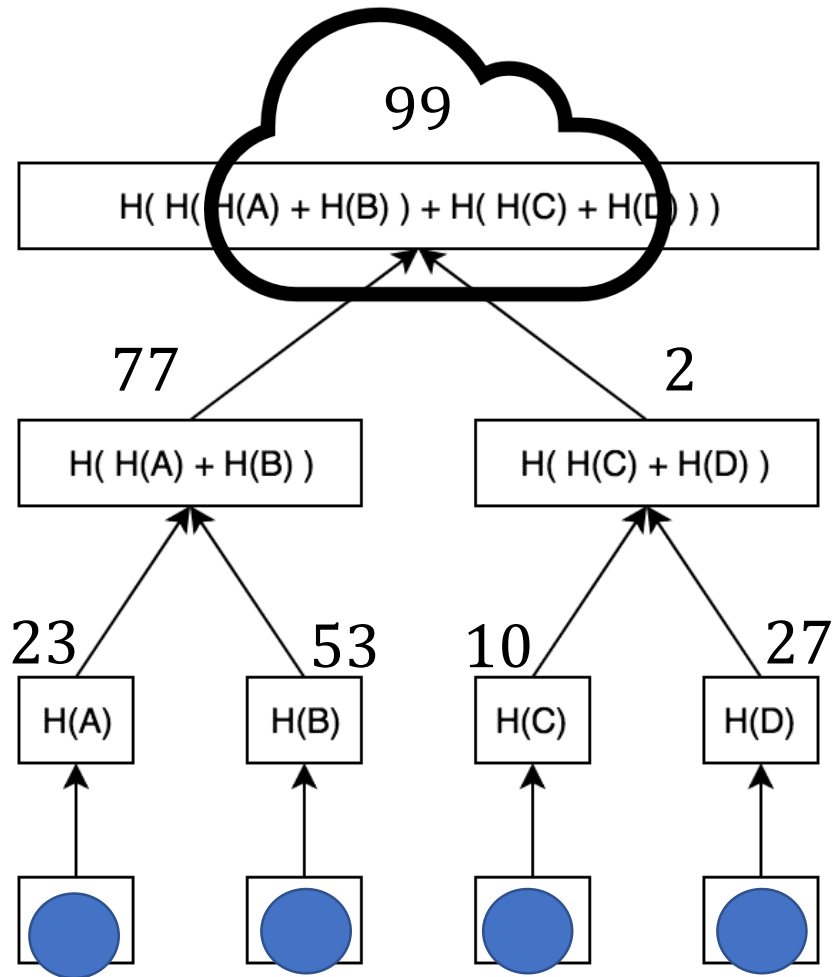 99
H( H( H(A) + H(B) ) + H( H(C) + H(D) ) )
77
2
H( H(A) + H(B) )
H( H(C) + H(D) )
23
53
10
27
H(A)
H(B)
H(C)
H(D)